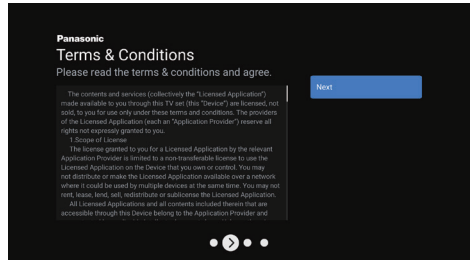 Panasonic
Terms & Conditions
Please read the terms & conditions and agree.
The contents and services (collectively the "Licensed Application")
made available to you through this TV set (this "Device") are licensed, not
sold, to you for use only under these terms and conditions. The providers
of the Licensed Application (each an "Application Provider") reserve all
rights not expressly granted to you.
1.Scope of License
The license granted to you for a Licensed Application by the relevant
Application Provider is limited to a non-transferable license to use the
Licensed Application on the Device that you own or control. You may
not distribute or make the Licensed Application available over a network
where it could be used by multiple devices at the same time. You may not
rent, lease, lend, sell, redistribute or sublicense the Licensed Application.
All Licensed Applications and all contents included therein that are
accessible through this Device belong to the Application Provider and
Next